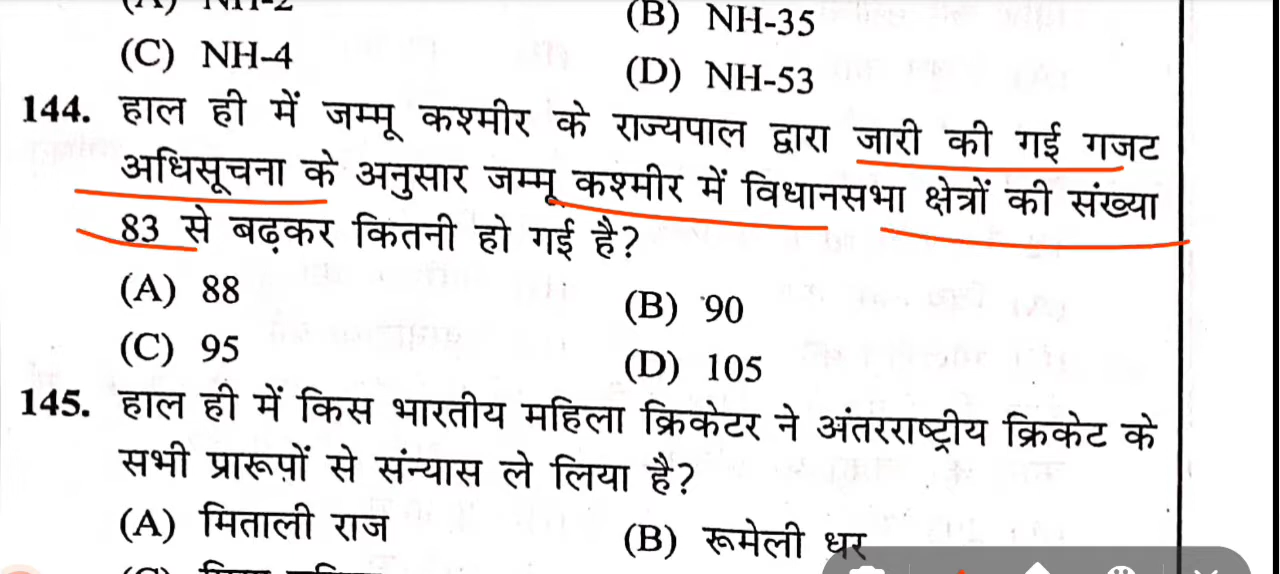 (B) NH-35
(C) NH-4
(D) NH-53
144. हाल ही में जम्मू कश्मीर के राज्यपाल द्वारा जारी की गई गजट
अधिसूचना के अनुसार जम्मू कश्मीर में विधानसभा क्षेत्रों की संख्या
83 से बढ़कर कितनी हो गई है?
(A) 88
(B) 90
(C) 95
(D) 105
145. हाल ही में किस भारतीय महिला क्रिकेटर ने अंतरराष्ट्रीय क्रिकेट के
सभी प्रारूपों से संन्यास ले लिया है?
(A) मिताली राज
(B) रूमेली धर